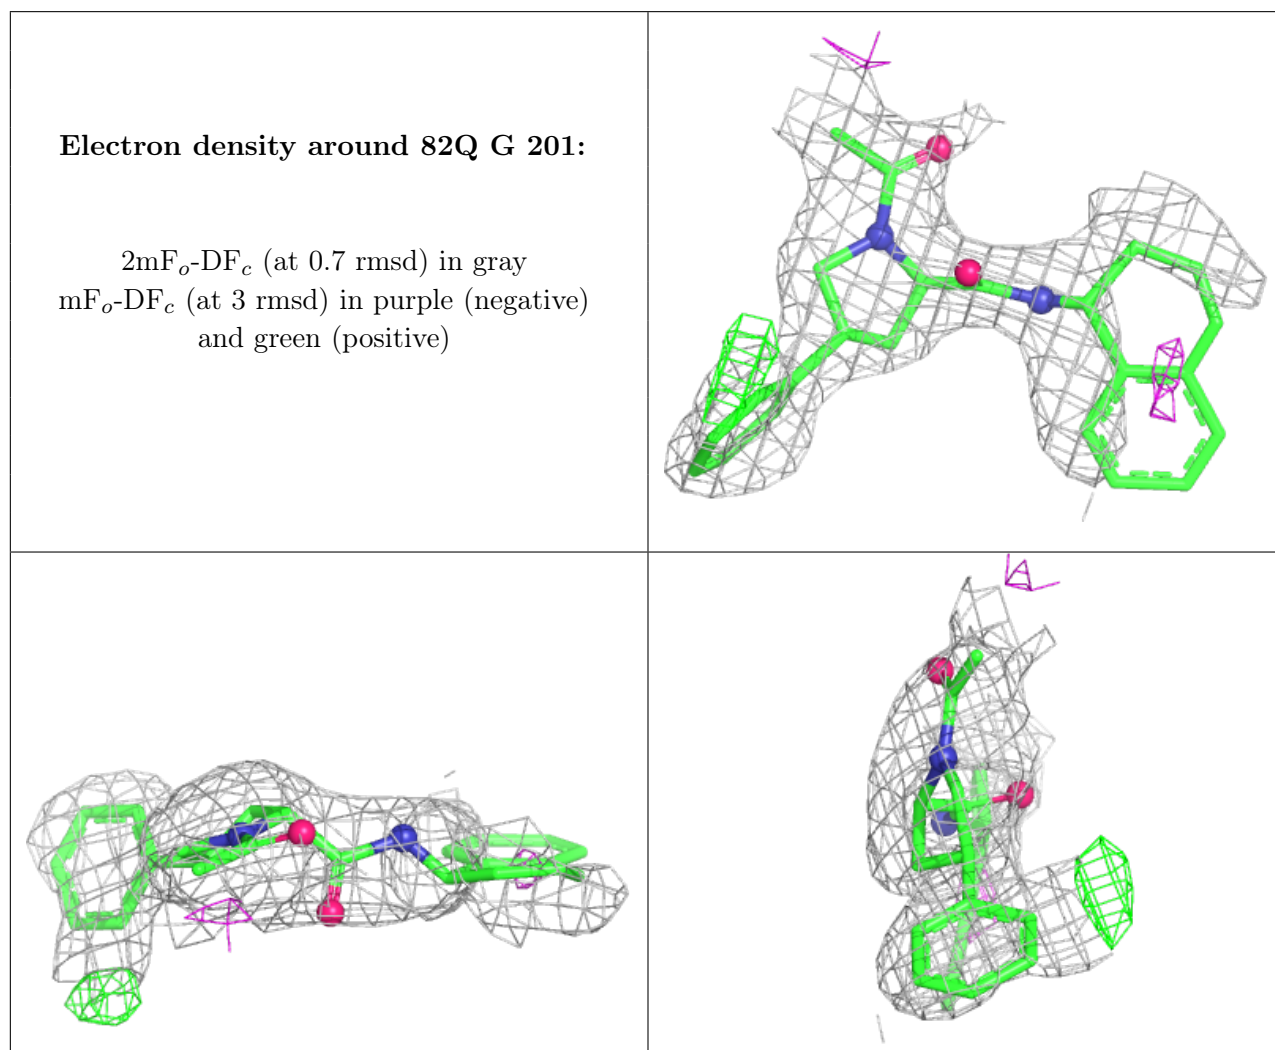 Electron density around 82Q G 201:
2mFo-DFc (at 0.7 rmsd) in gray
mFo-DFc (at 3 rmsd) in purple (negative)
and green (positive)